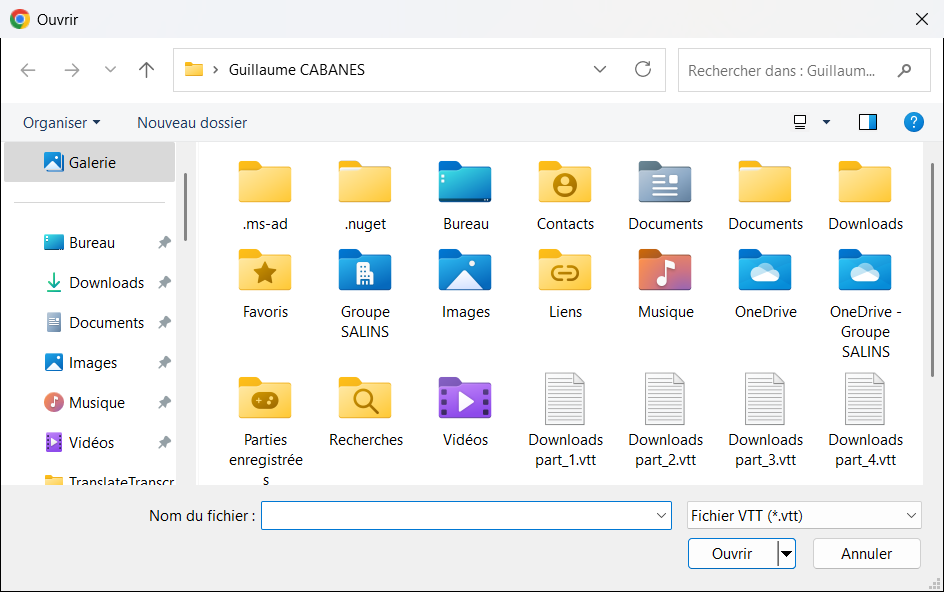 Ouvrir
Guillaume CABANES
Rechercher dans : Guillaum...
Organiser
Nouveau dossier
?
Galerie
Bureau
Downloads
Documents
Images
Musique
Vidéos
TranslateTranscr
.ms-ad
.nuget
Bureau
Contacts
Documents
Documents
Downloads
Favoris
Groupe
SALINS
Images
Liens
Musique
OneDrive
OneDrive -
Groupe
SALINS
Parties
enregistrée
s
Recherches
Vidéos
Downloads
part_1.vtt
Downloads
part_2.vtt
Downloads
part_3.vtt
Downloads
part_4.vtt
Nom du fichier :
Fichier VTT (*.vtt)
Ouvrir
Annuler